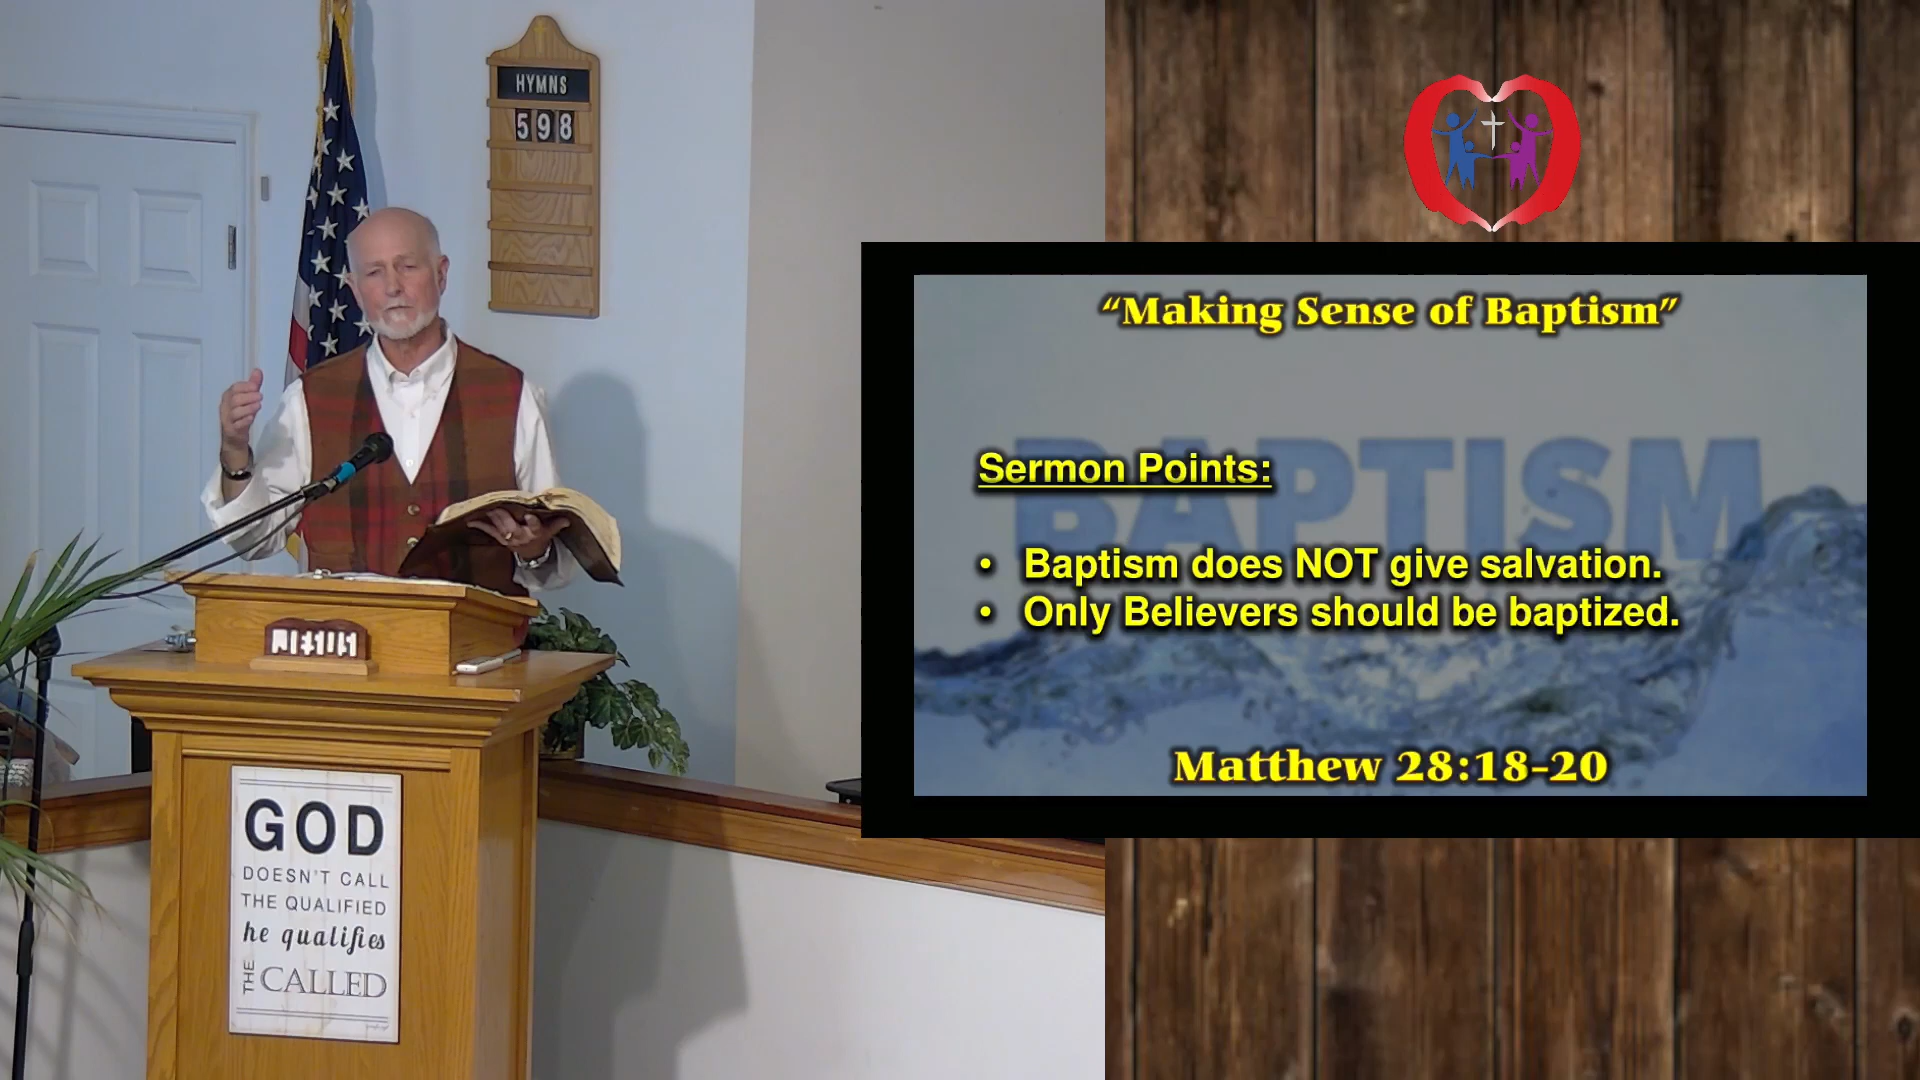 HYMNS
598
"Making Sense of Baptism"
BAPTISM
Sermon Points:
• Baptism does NOT give salvation.
• Only Believers should be baptized.
Matthew 28:18-20
GOD
DOESN'T CALL
THE QUALIFIED
he qualifies
THE CALLED